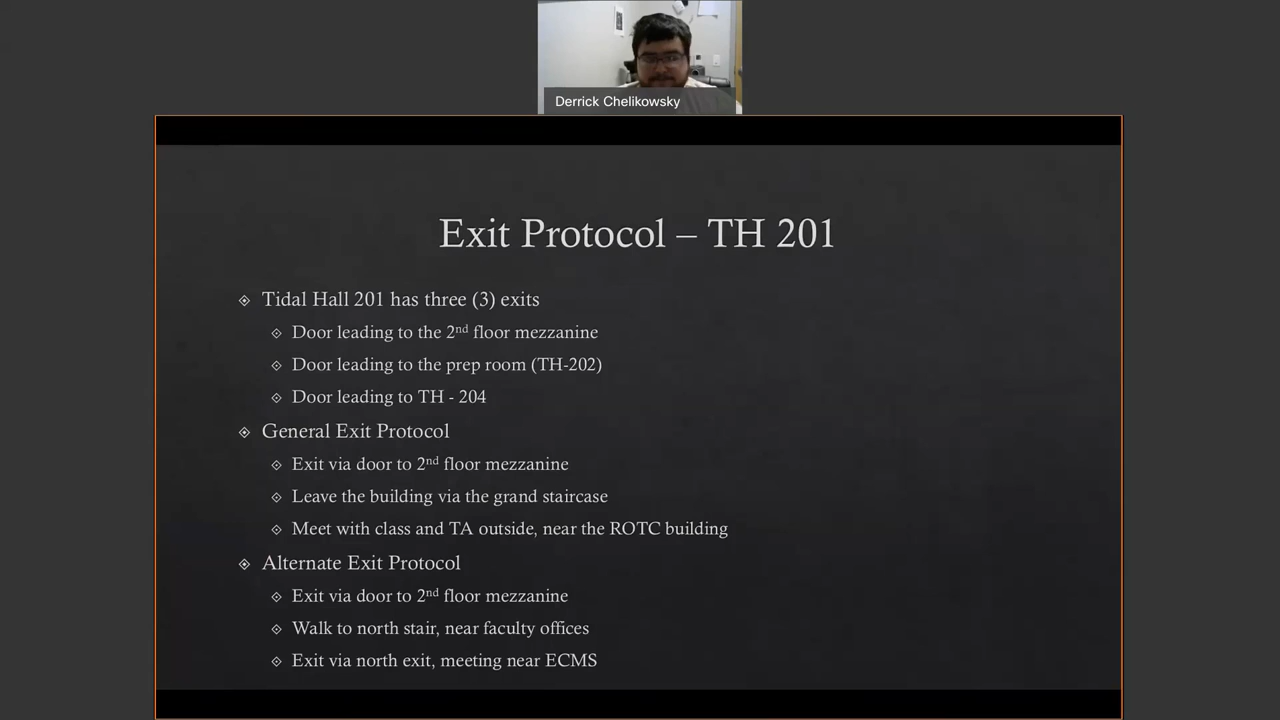 Derrick Chelikowsky
Exit Protocol – TH 201
Tidal Hall 201 has three (3) exits
Door leading to the 2nd floor mezzanine
Door leading to the prep room (TH-202)
Door leading to TH - 204
General Exit Protocol
Exit via door to 2nd floor mezzanine
Leave the building via the grand staircase
Meet with class and TA outside, near the ROTC building
Alternate Exit Protocol
Exit via door to 2nd floor mezzanine
Walk to north stair, near faculty offices
Exit via north exit, meeting near ECMS